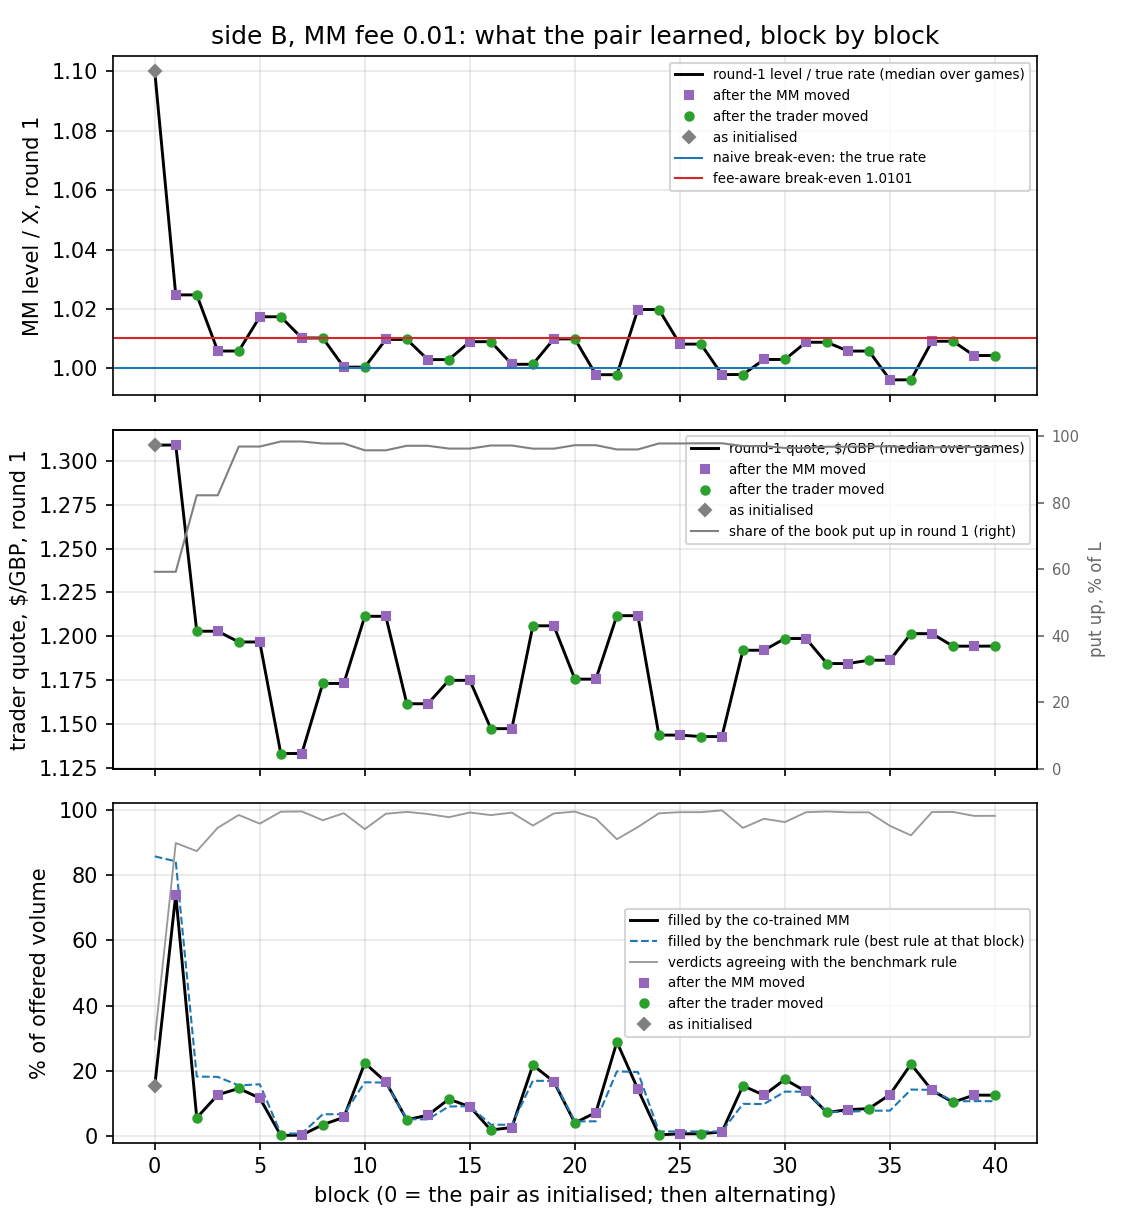 side B, MM fee 0.01: what the pair learned, block by block
MM level / X, round 1
1.10
1.08
1.06
1.04
1.02
1.00
round-1 level / true rate (median over games)
after the MM moved
after the trader moved
as initialised
naive break-even: the true rate
fee-aware break-even 1.0101
trader quote, $/GBP, round 1
1.300
1.275
1.250
1.225
1.200
1.175
1.150
1.125
round-1 quote, $/GBP (median over games)
after the MM moved
after the trader moved
as initialised
share of the book put up in round 1 (right)
100
80
60
40
20
0
put up, % of L
% of offered volume
100
80
60
40
20
0
filled by the co-trained MM
filled by the benchmark rule (best rule at that block)
verdicts agreeing with the benchmark rule
after the MM moved
after the trader moved
as initialised
0 5 10 15 20 25 30 35 40
block (0 = the pair as initialised; then alternating)